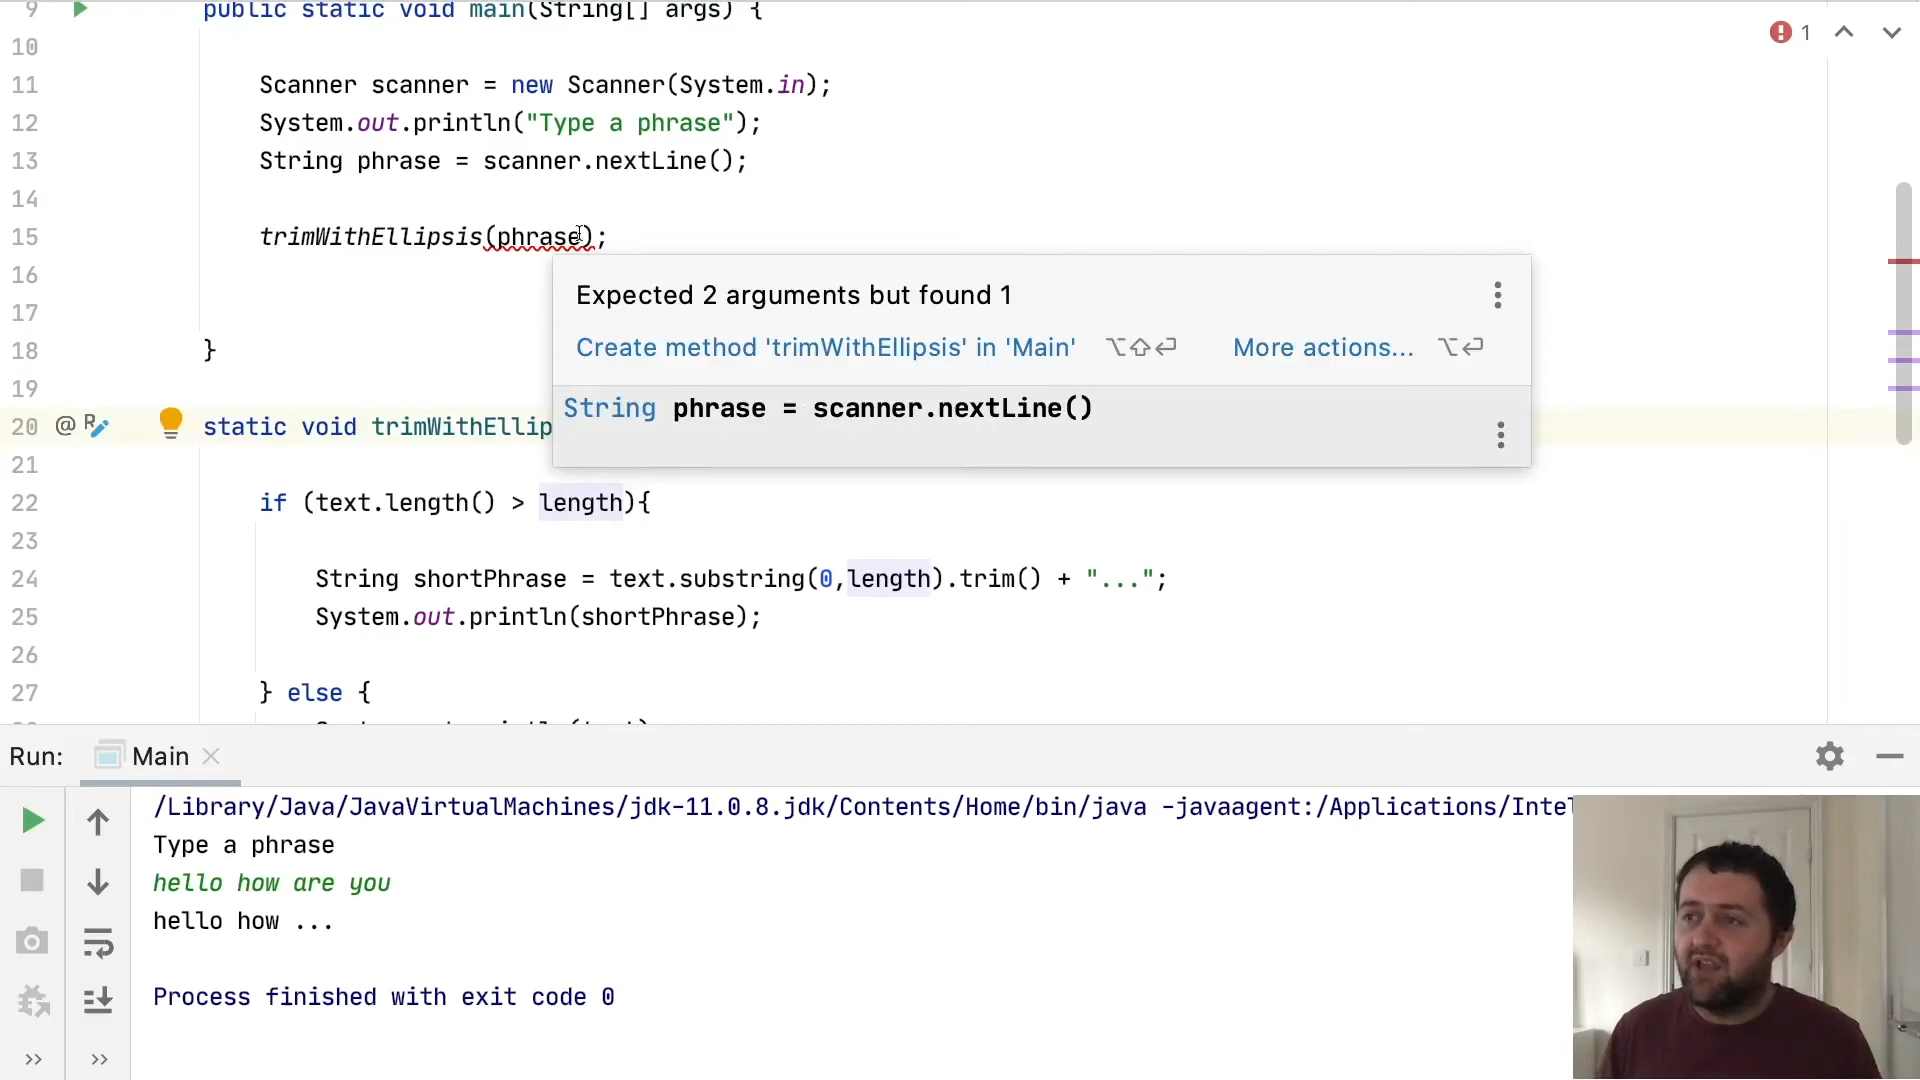 9 public static void main(String[] args) {
1
10
11 Scanner scanner = new Scanner(System.in);
12 System.out.println("Type a phrase");
13 String phrase = scanner.nextLine();
14
15 trimWithEllipsis(phrase);
16
Expected 2 arguments but found 1
17
Create method 'trimWithEllipsis' in 'Main' ⌥⇧⏎ More actions... ⌥⏎
18 }
19
String phrase = scanner.nextLine()
20 @ static void trimWithEllip
21
22 if (text.length() > length){
23
24 String shortPhrase = text.substring(0,length).trim() + "...";
25 System.out.println(shortPhrase);
26
27 } else {
Run: Main
/Library/Java/JavaVirtualMachines/jdk-11.0.8.jdk/Contents/Home/bin/java -javaagent:/Applications/Intel
Type a phrase
hello how are you
hello how ...
Process finished with exit code 0